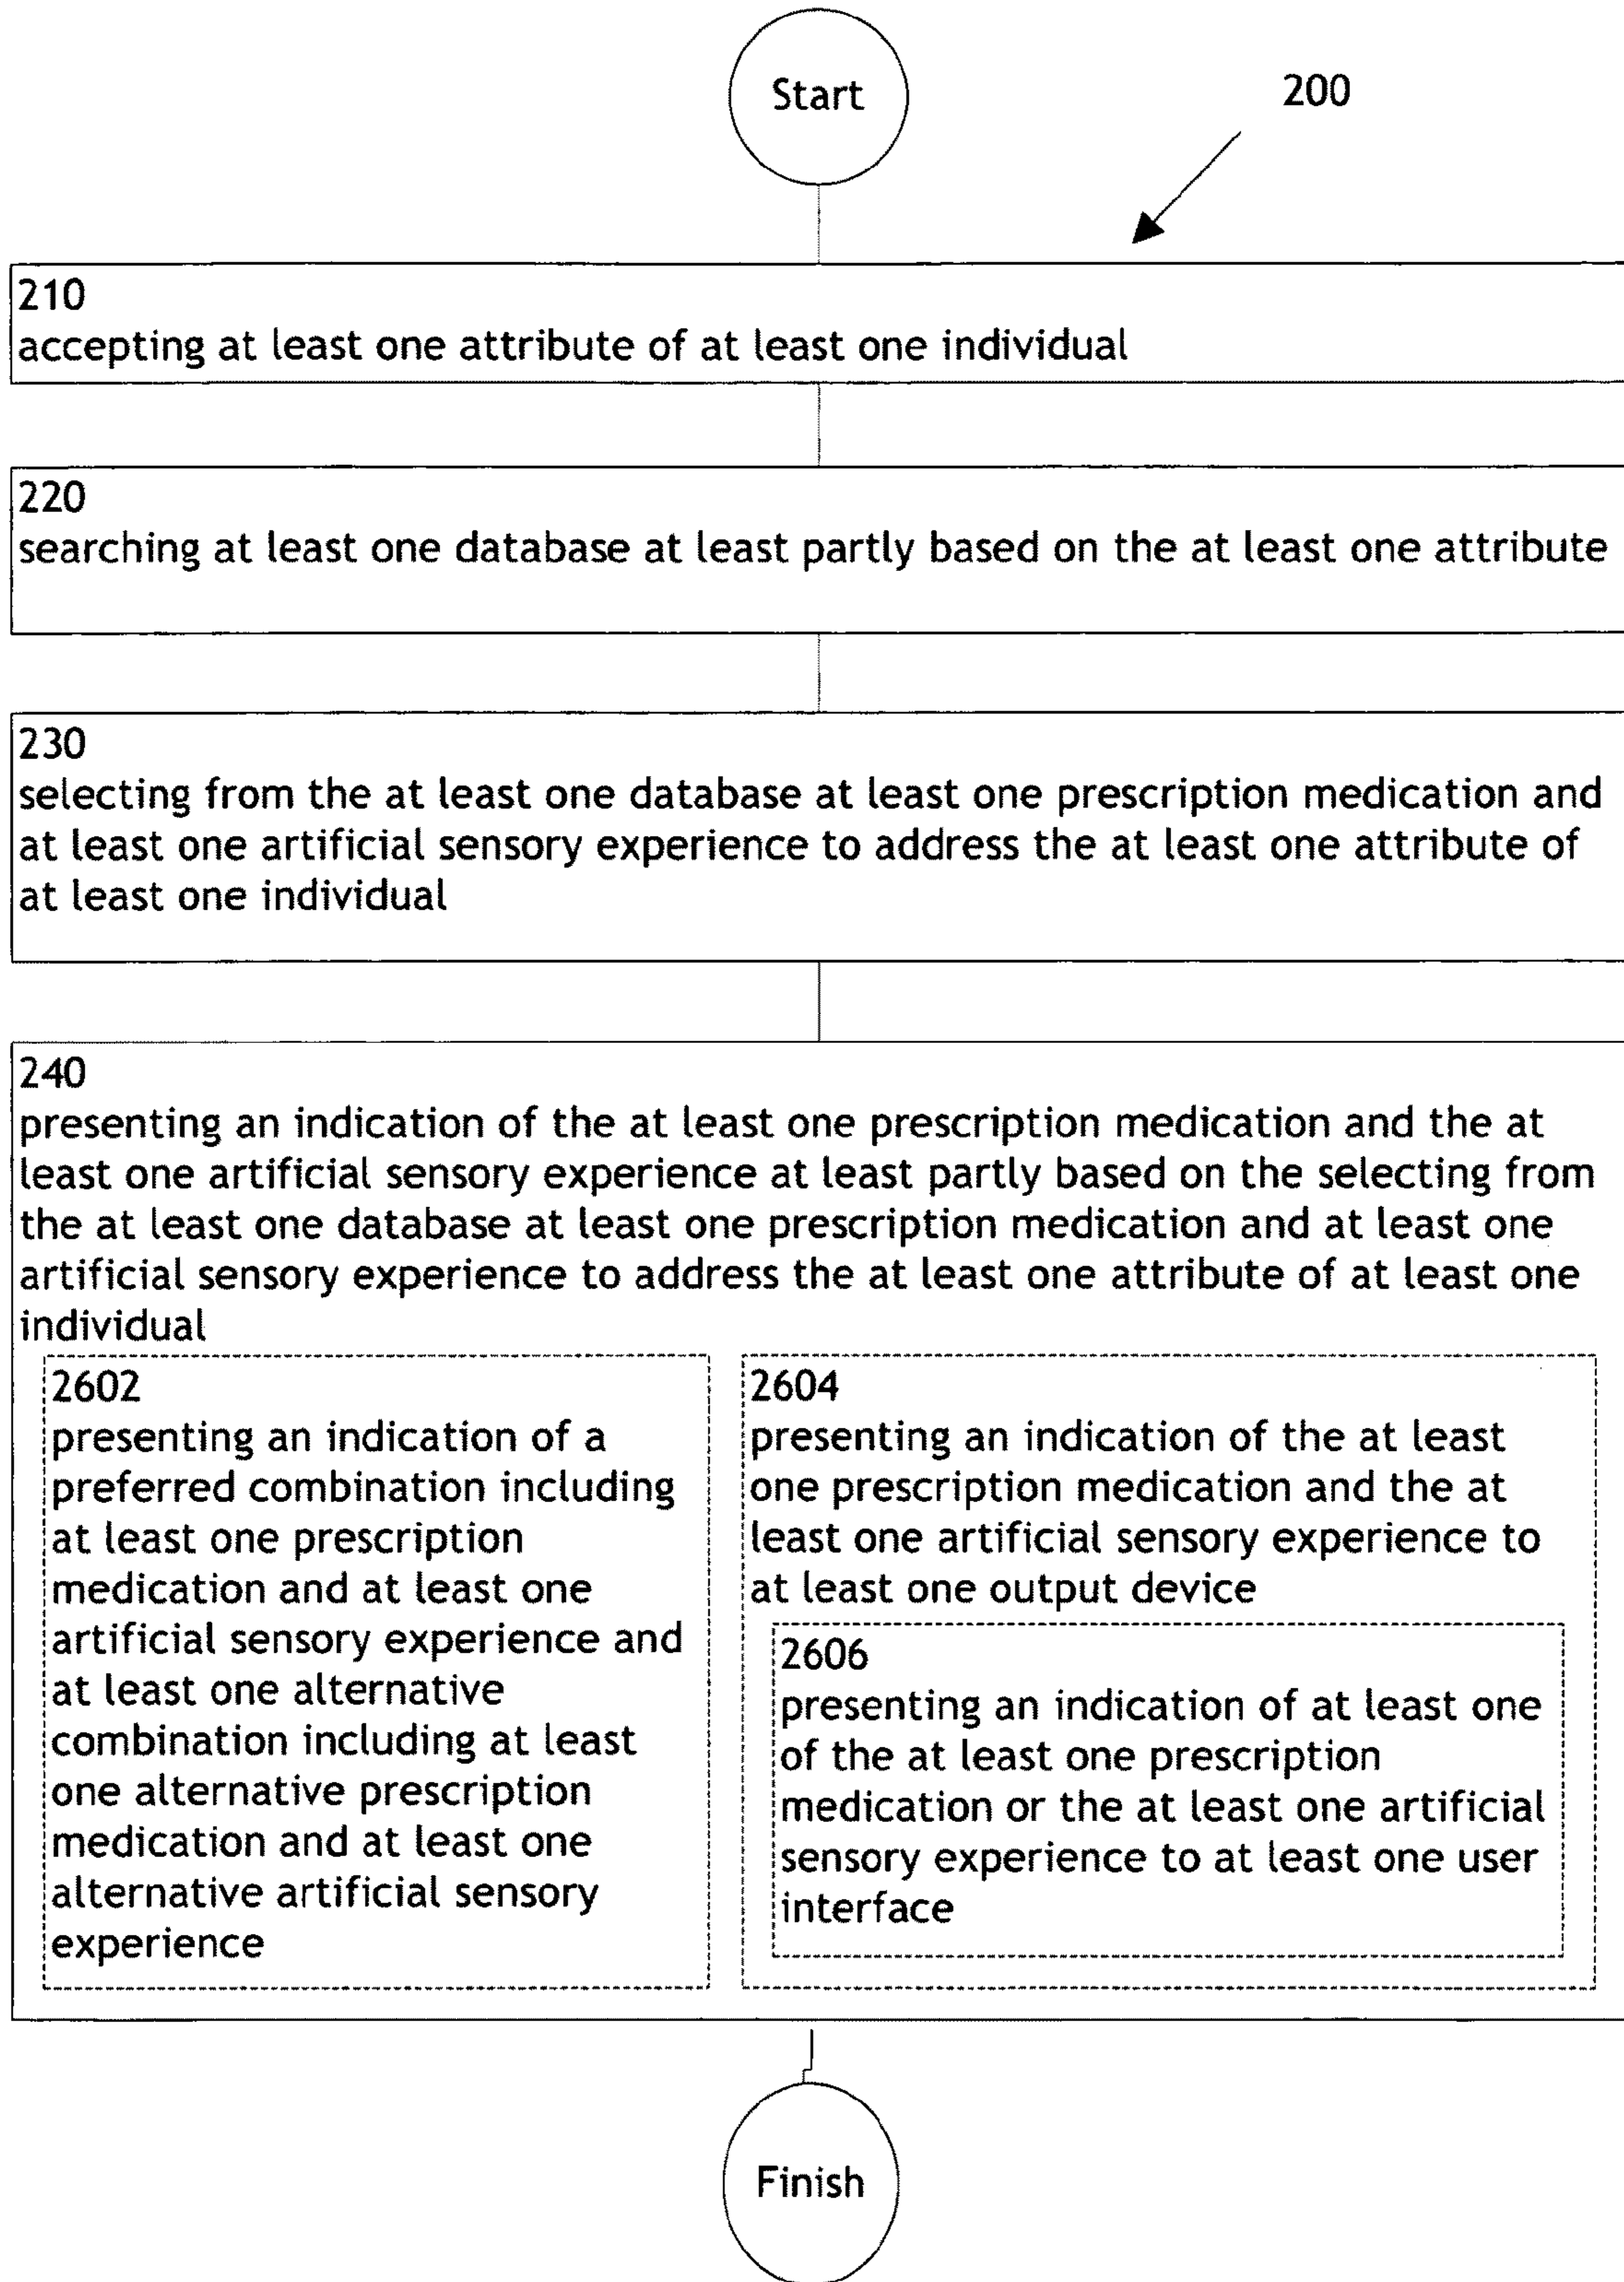 Start
200
210
accepting at least one attribute of at least one individual
220
searching at least one database at least partly based on the at least one attribute
230
selecting from the at least one database at least one prescription medication and
at least one artificial sensory experience to address the at least one attribute of
at least one individual
240
presenting an indication of the at least one prescription medication and the at
least one artificial sensory experience at least partly based on the selecting from
the at least one database at least one prescription medication and at least one
artificial sensory experience to address the at least one attribute of at least one
individual
2602
presenting an indication of a
preferred combination including
at least one prescription
medication and at least one
artificial sensory experience and
at least one alternative
combination including at least
one alternative prescription
medication and at least one
alternative artificial sensory
experience
2604
presenting an indication of the at least
one prescription medication and the at
least one artificial sensory experience to
at least one output device
2606
presenting an indication of at least one
of the at least one prescription
medication or the at least one artificial
sensory experience to at least one user
interface
Finish